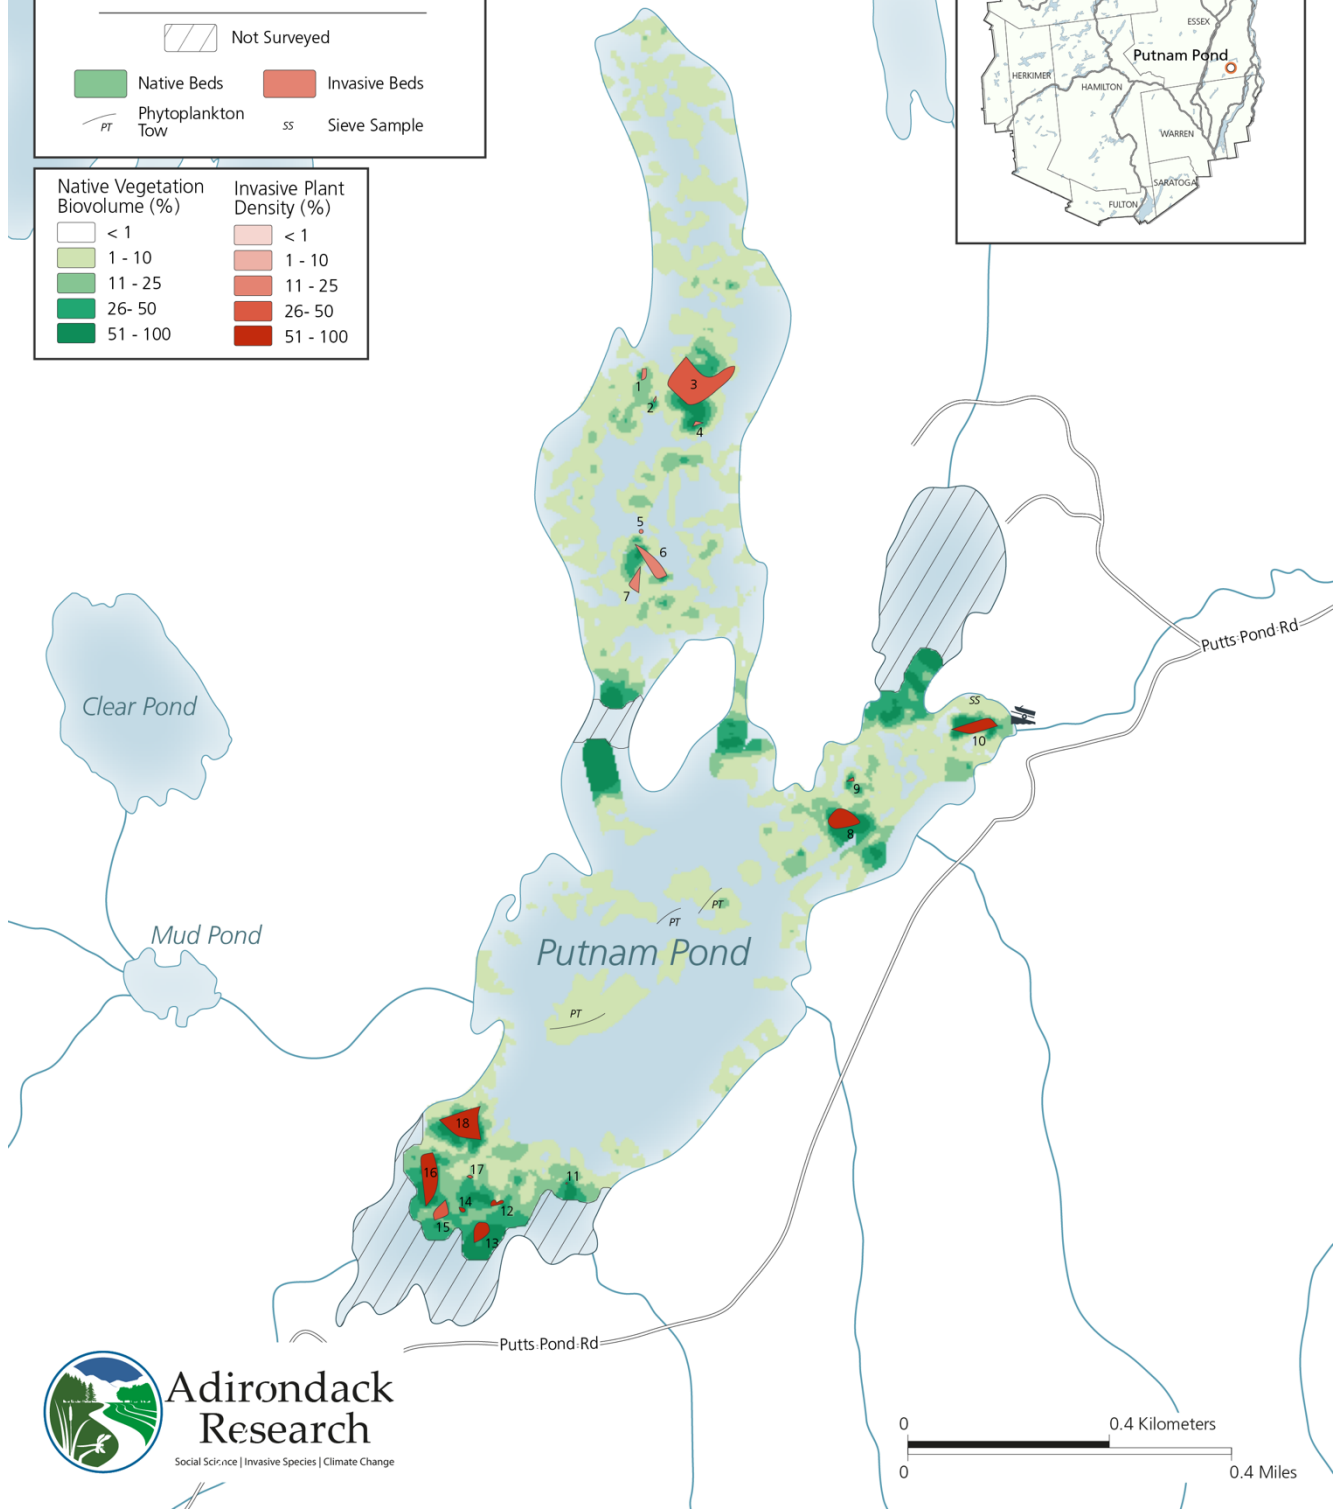 Not Surveyed
Native Beds
Invasive Beds
PT
Phytoplankton
Tow
SS
Sieve Sample
Native Vegetation
Biovolume (%)
< 1
1 - 10
11 - 25
26- 50
51 - 100
Invasive Plant
Density (%)
< 1
1 - 10
11 - 25
26- 50
51 - 100
ESSEX
Putnam Pond
HERKIMER
HAMILTON
WARREN
SARATOGA
FULTON
1
2
3
4
5
6
7
Putts Pond Rd
Clear Pond
SS
10
9
8
PT
PT
Mud Pond
Putnam Pond
PT
18
16
17
11
14
12
15
13
Putts Pond Rd
Adirondack
Research
Social Science | Invasive Species | Climate Change
0
0.4 Kilometers
0
0.4 Miles